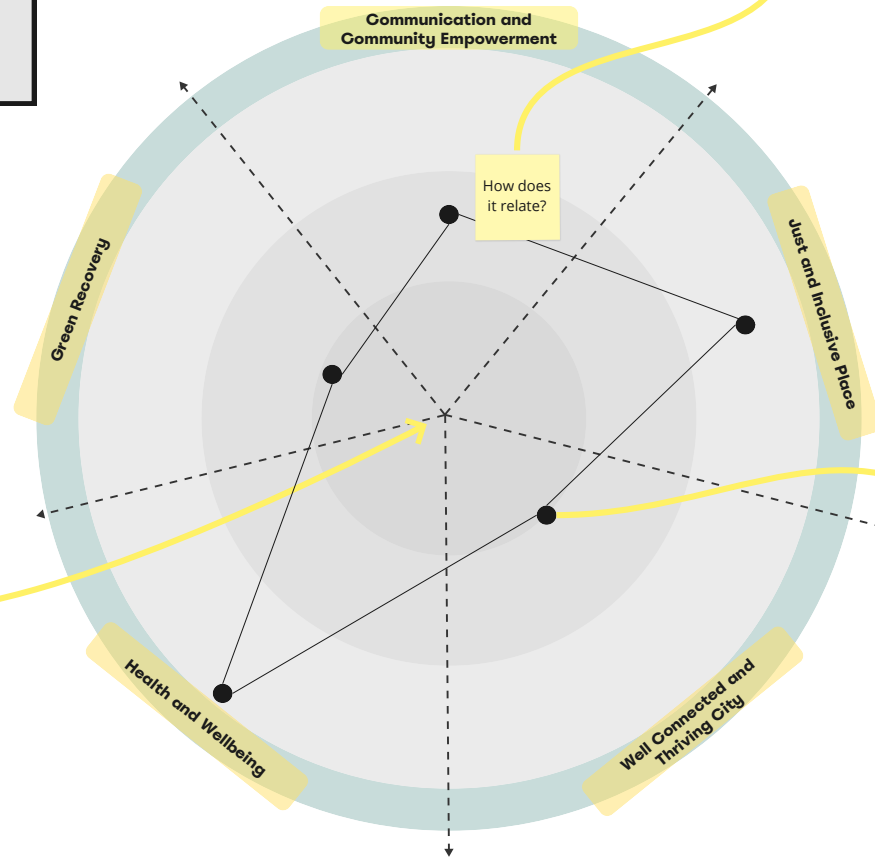 Communication and
Community Empowerment
How does
it relate?
Green Recovery
Just and Inclusive Place
Health and Wellbeing
Well Connected and
Thriving City